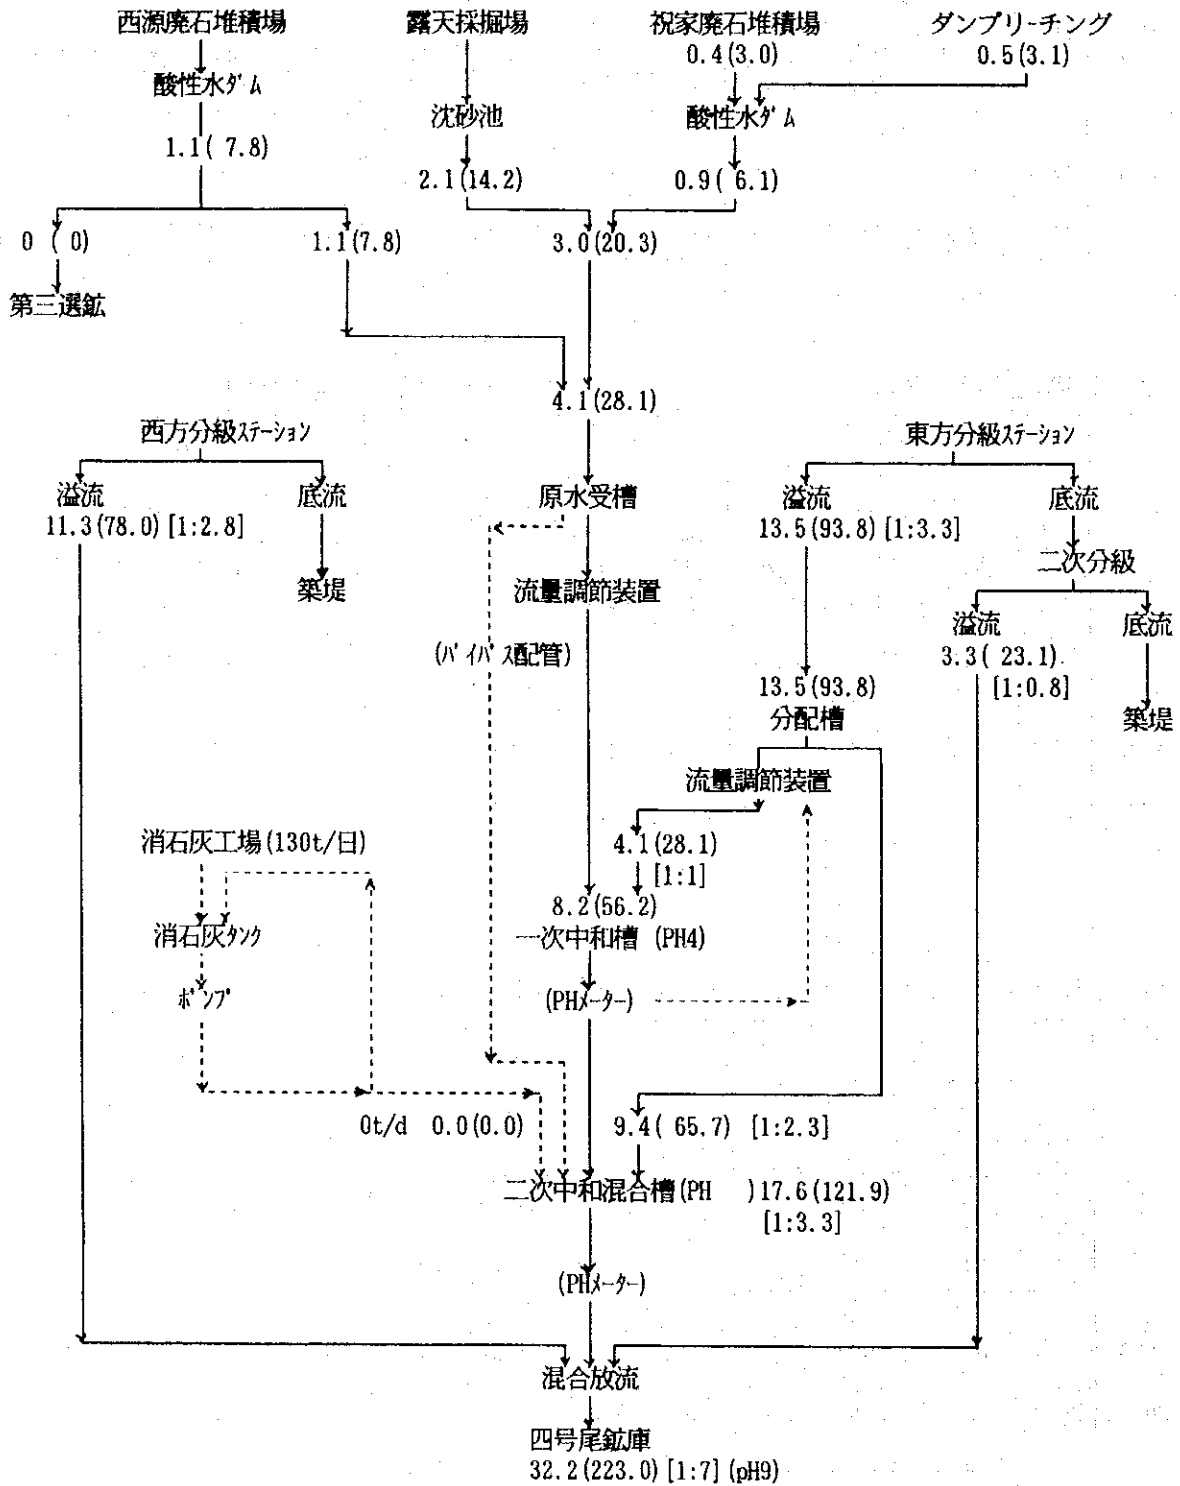 西源廃石堆積場 露天採掘場 祝家廃石堆積場 ダンプリ-チング
0.4(3.0) 0.5(3.1)
酸性水ダム
沈砂池 酸性水ダム
1.1( 7.8)
2.1(14.2) 0.9( 6.1)
0 ( 0) 1.1(7.8) 3.0(20.3)
第三選鉱
4.1(28.1)
西方分級ステーション 東方分級ステーション
溢流 底流 原水受槽 溢流 底流
11.3(78.0) [1:2.8] 13.5(93.8) [1:3.3]
二次分級
築堤 流量調節装置
溢流 底流
(バイパス配管) 3.3( 23.1)
13.5(93.8) [1:0.8]
分配槽 築堤
流量調節装置
消石灰工場(130t/日) 4.1(28.1)
[1:1]
8.2(56.2)
消石灰タンク 一次中和槽 (PH4)
ポンプ (PHメーター)
0t/d 0.0(0.0) 9.4( 65.7) [1:2.3]
二次中和混合槽(PH )17.6(121.9)
[1:3.3]
(PHメーター)
混合放流
四号尾鉱庫
32.2(223.0) [1:7] (pH9)